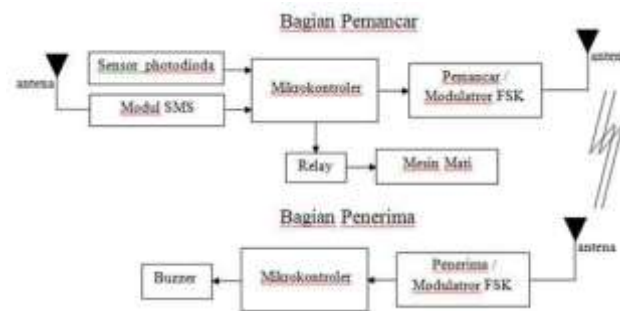 Bagian Pemancar
antena
Sensor photodioda
Modul SMS
Mikrokontroler
Pemancar /
Modulatror FSK
antena
Relay
Mesin Mati
Bagian Penerima
Buzzer
Mikrokontroler
Penerima /
Modulatror FSK
antena